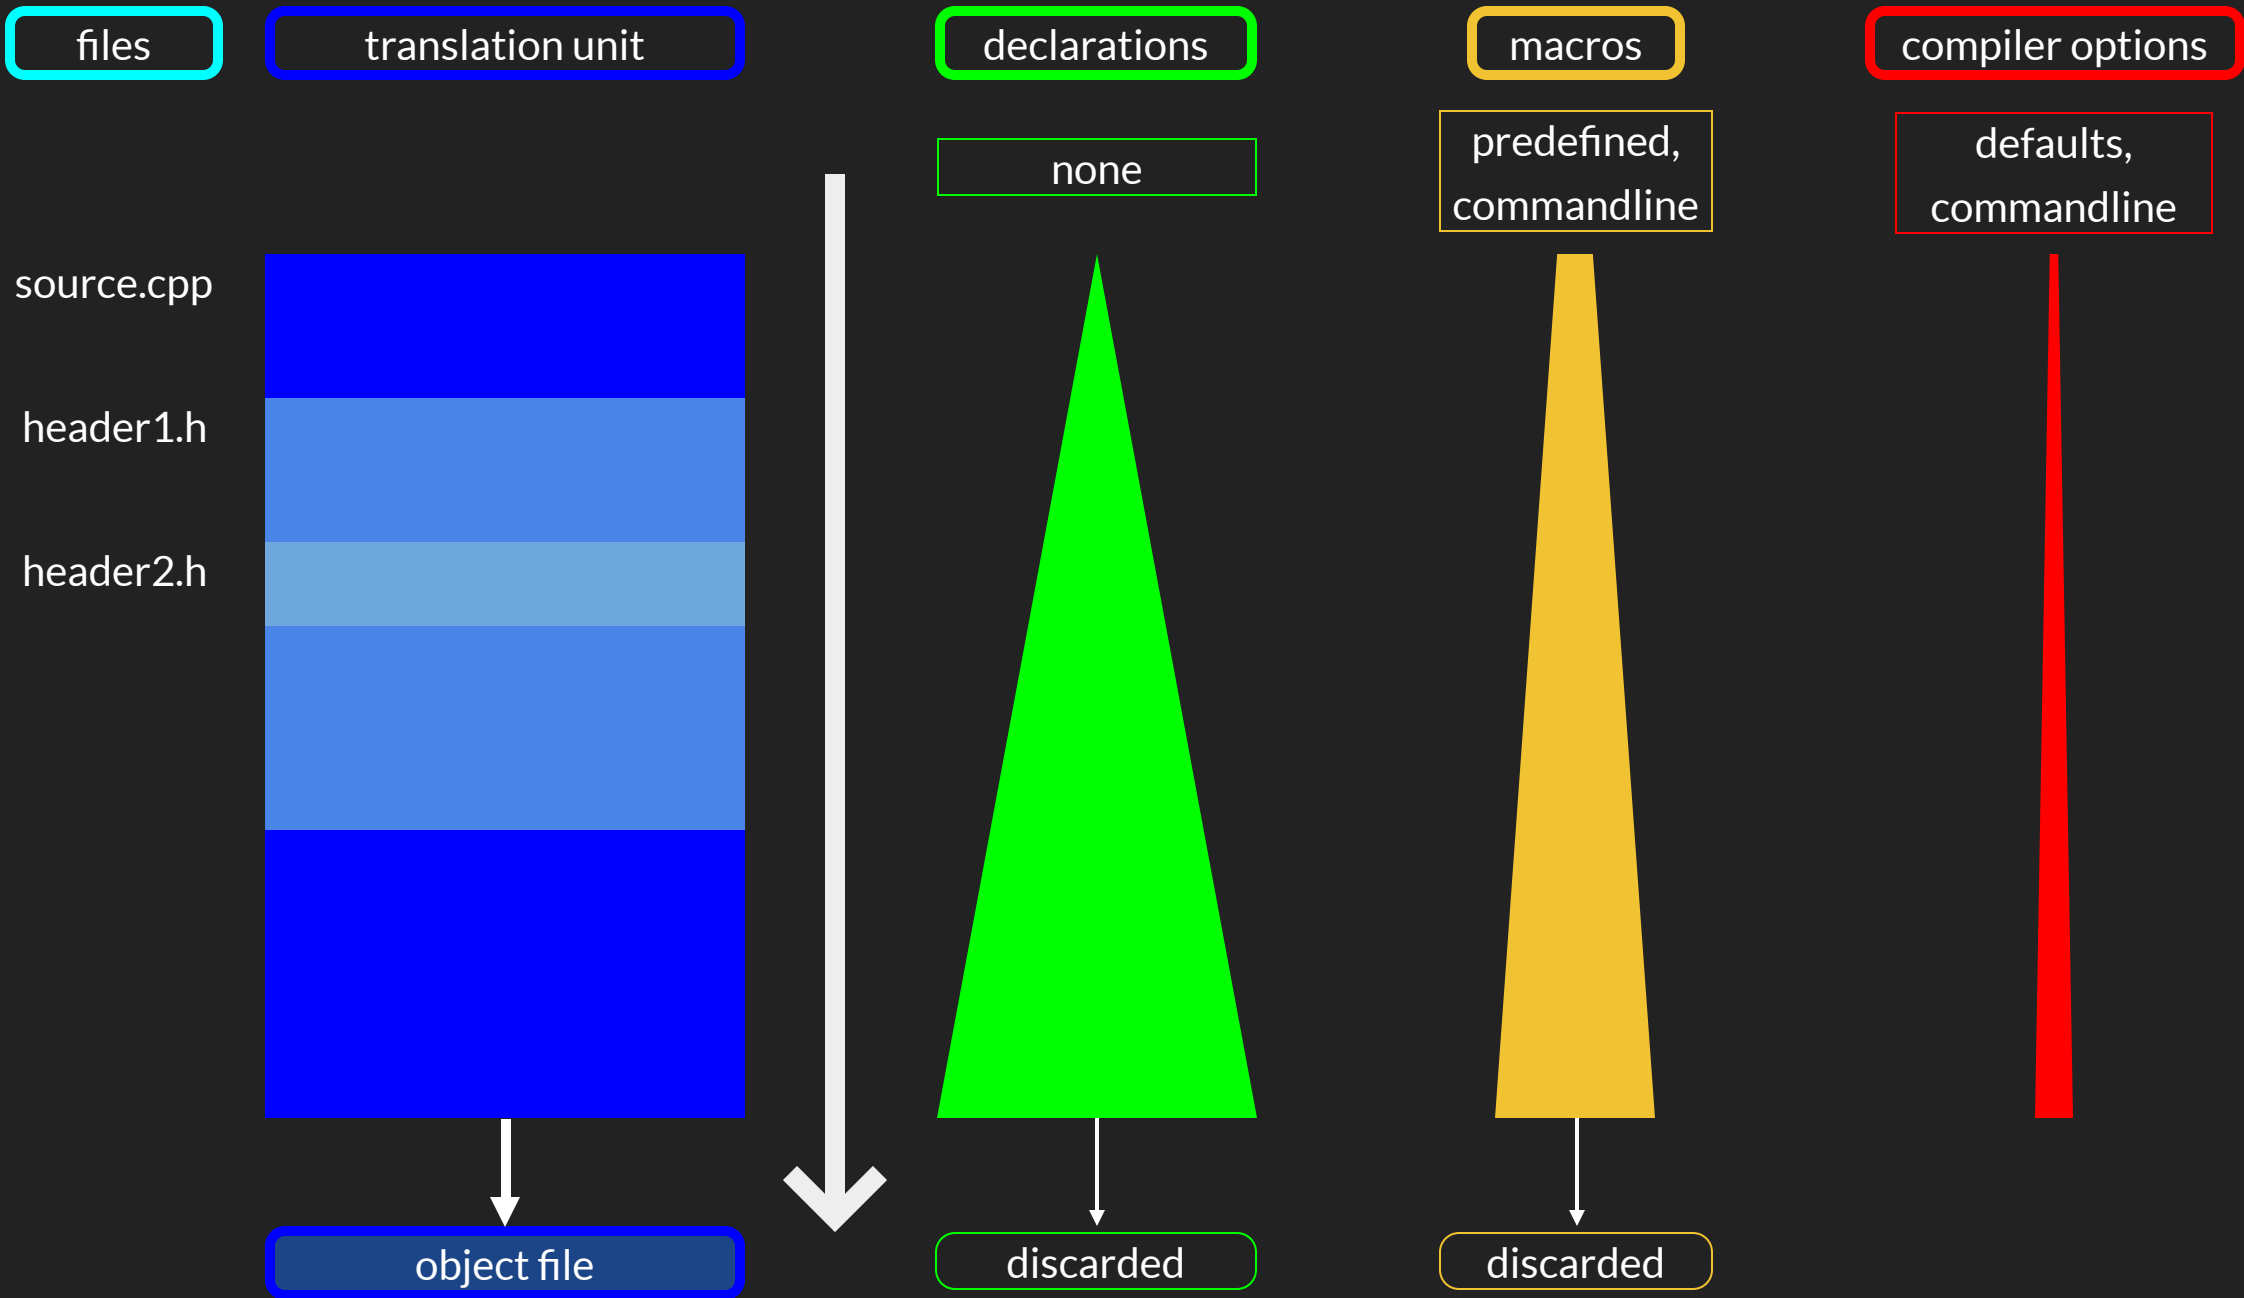 files
translation unit
declarations
macros
compiler options
none
predefined,
commandline
defaults,
commandline
source.cpp
header1.h
header2.h
object file
discarded
discarded